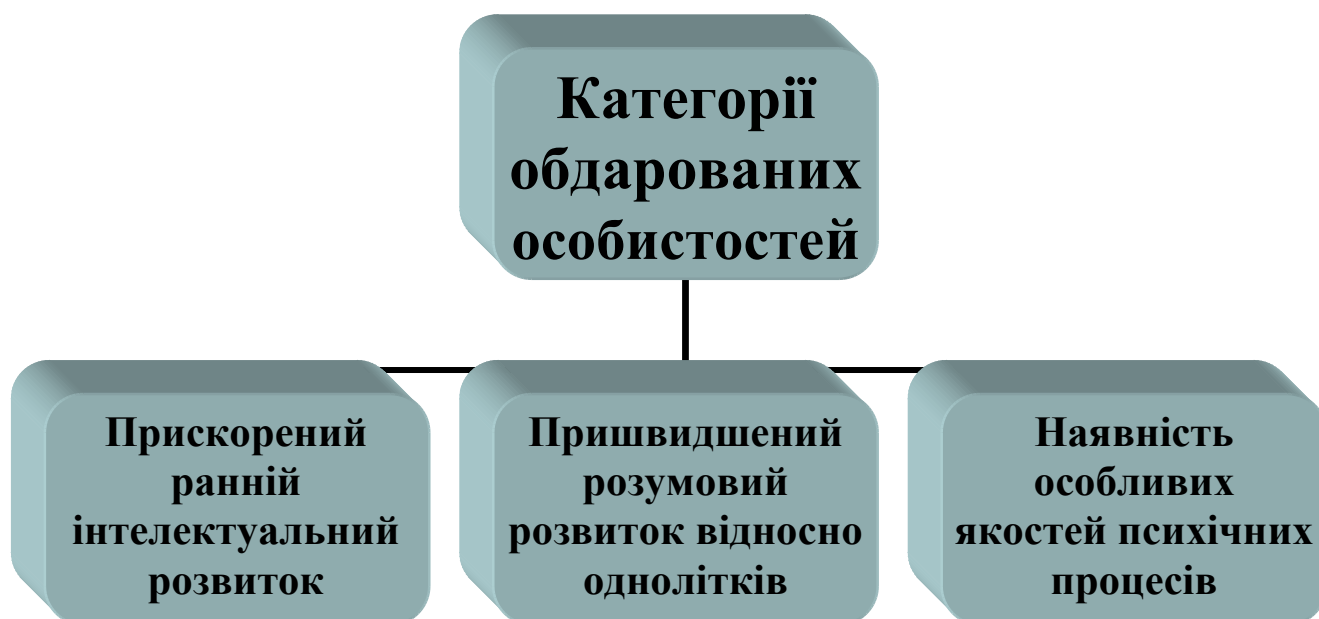 Категорії
обдарованих
особистостей
Прискорений
ранній
інтелектуальний
розвиток
Пришвидшений
розумовий
розвиток відносно
однолітків
Наявність
особливих
якостей психічних
процесів